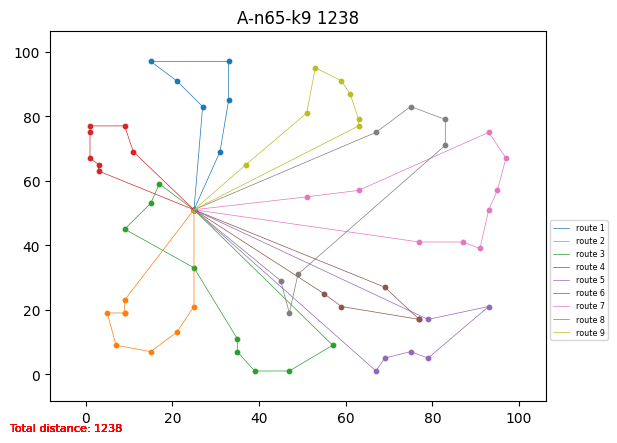 A-n65-k9 1238
100
80
60
40
20
0
0 20 40 60 80 100
route 1
route 2
route 3
route 4
route 5
route 6
route 7
route 8
route 9
Total distance: 1238